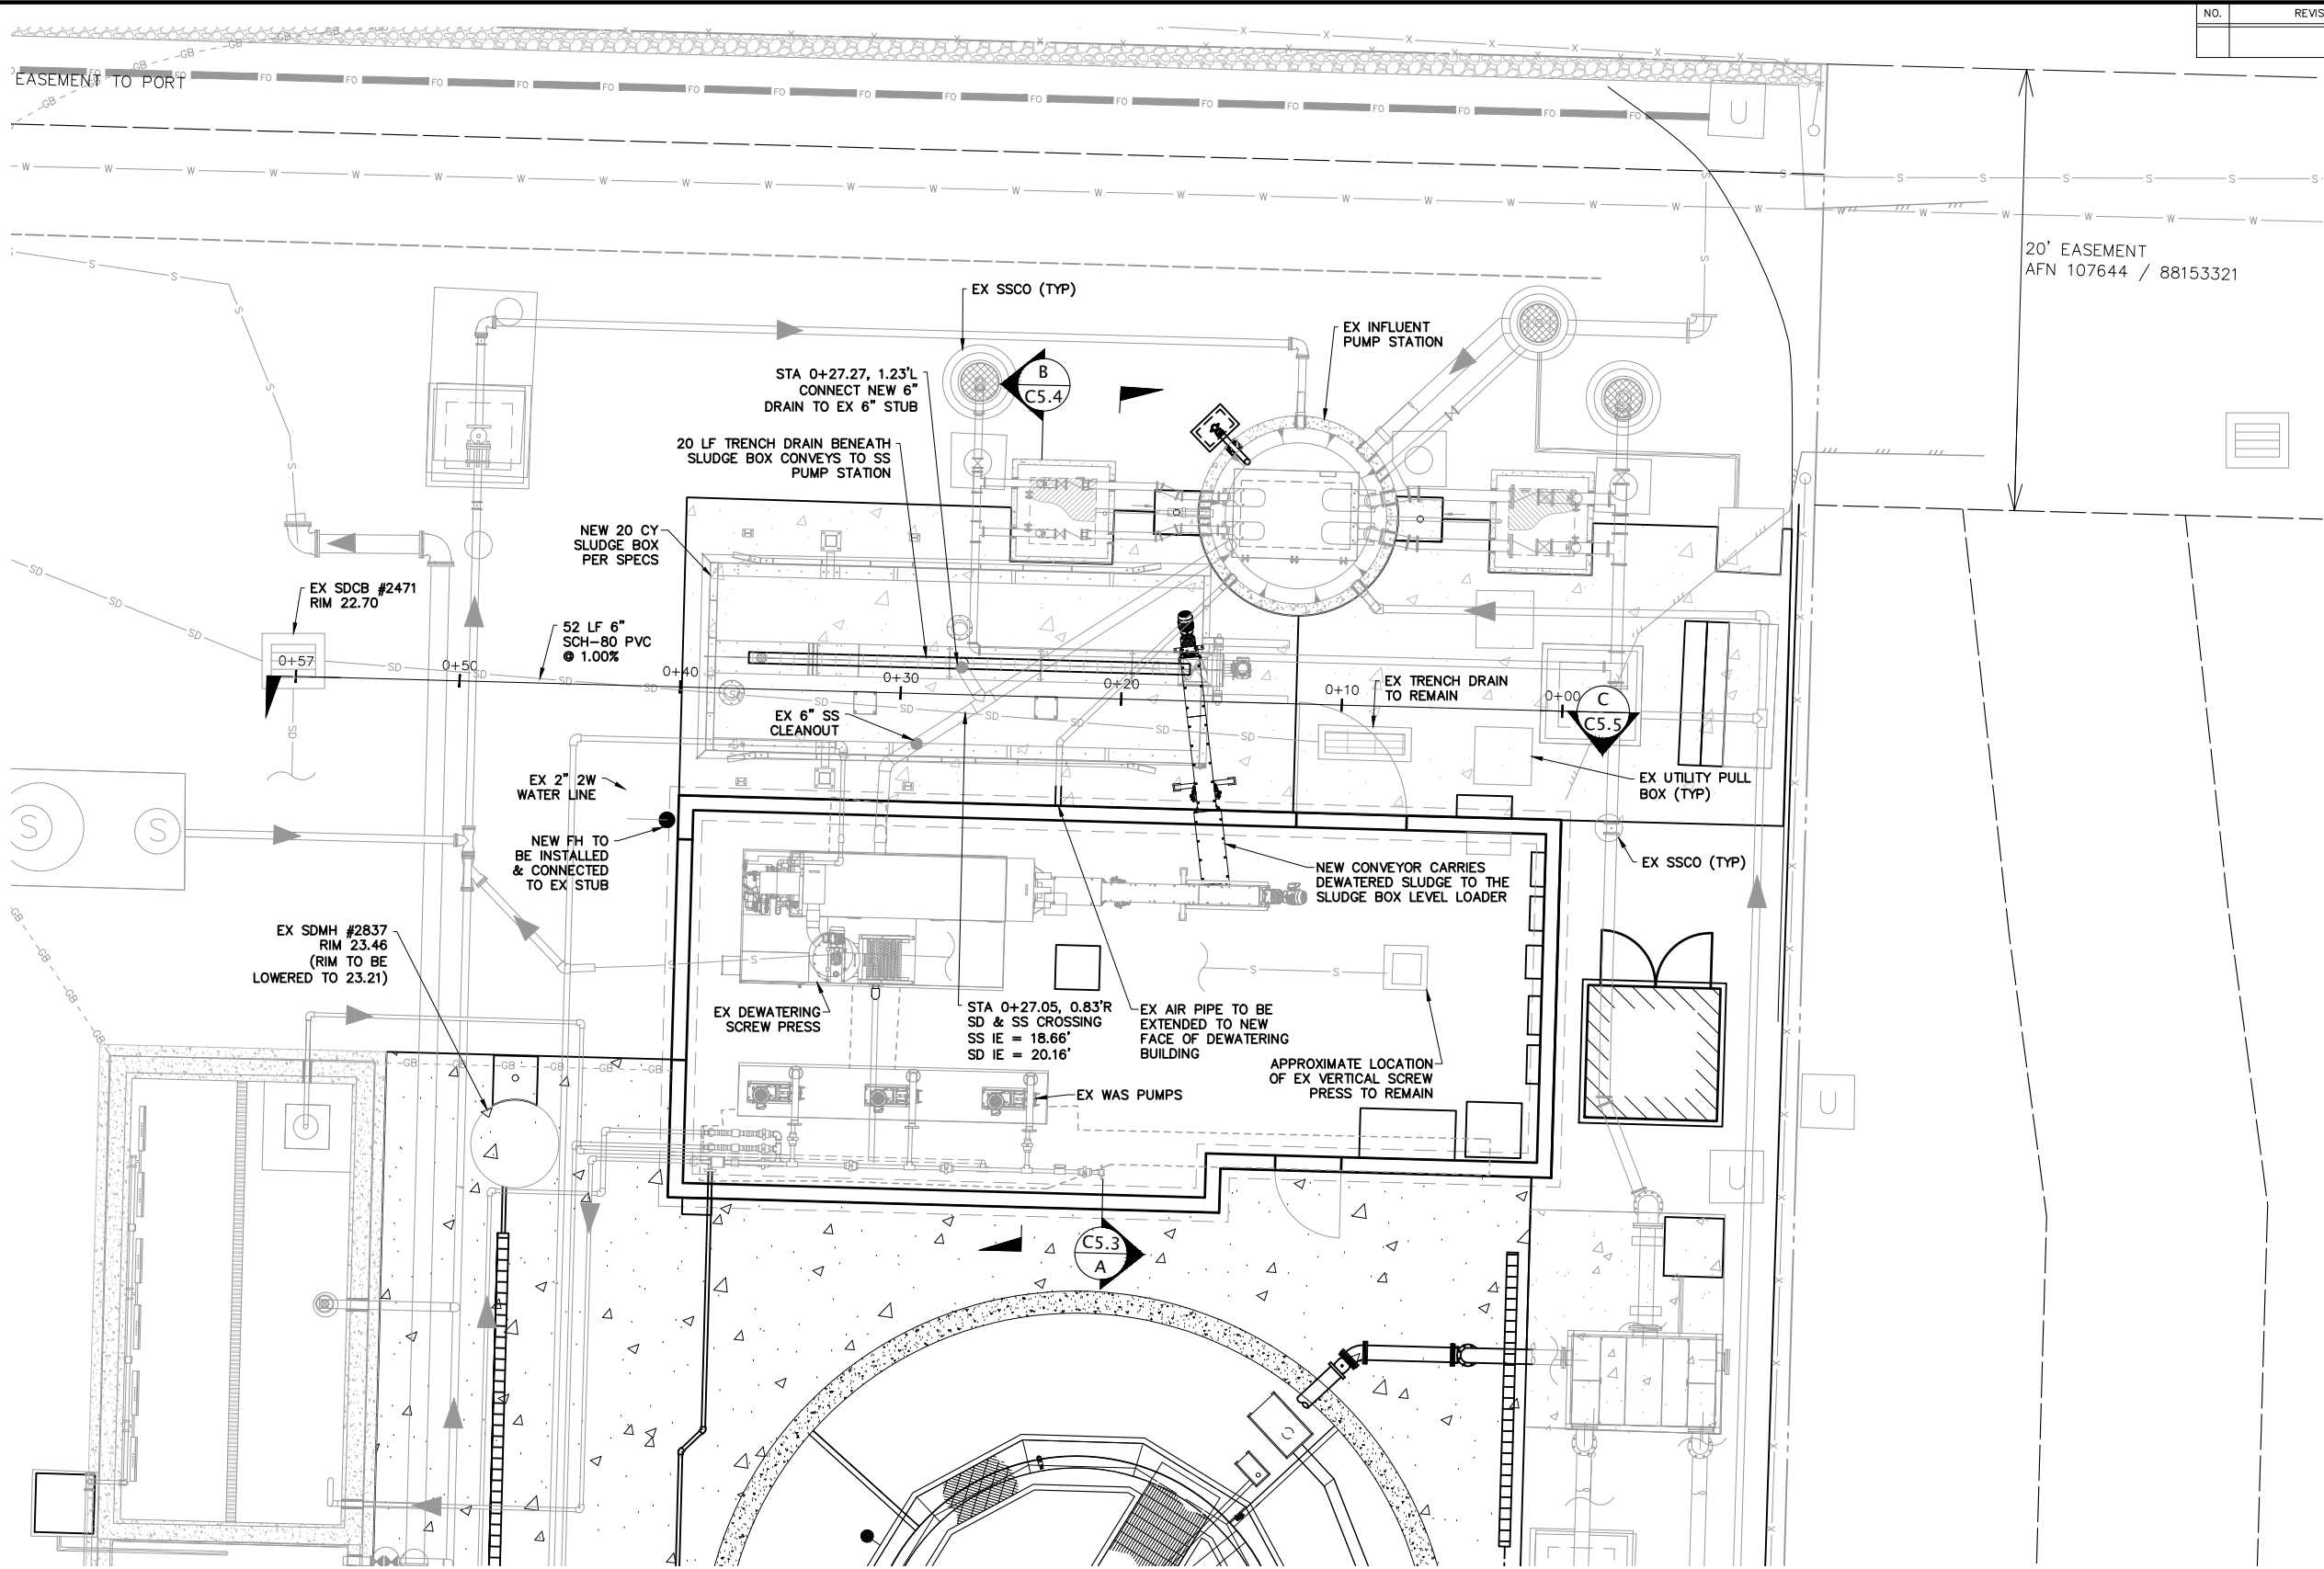 NO.
REVIS
EASEMENT TO PORT
20' EASEMENT
AFN 107644 / 88153321
EX SSCO (TYP)
EX INFLUENT
PUMP STATION
B
C5.4
STA 0+27.27, 1.23'L
CONNECT NEW 6"
DRAIN TO EX 6" STUB
20 LF TRENCH DRAIN BENEATH
SLUDGE BOX CONVEYS TO SS
PUMP STATION
NEW 20 CY
SLUDGE BOX
PER SPECS
EX SDCB #2471
RIM 22.70
52 LF 6"
SCH-80 PVC
@ 1.00%
0+57
0+50
0+40
0+30
0+20
0+10
0+00
EX TRENCH DRAIN
TO REMAIN
C
C5.5
EX 6" SS
CLEANOUT
EX 2" 2W
WATER LINE
EX UTILITY PULL
BOX (TYP)
NEW FH TO
BE INSTALLED
& CONNECTED
TO EX STUB
NEW CONVEYOR CARRIES
DEWATERED SLUDGE TO THE
SLUDGE BOX LEVEL LOADER
EX SSCO (TYP)
EX SDMH #2837
RIM 23.46
(RIM TO BE
LOWERED TO 23.21)
EX DEWATERING
SCREW PRESS
STA 0+27.05, 0.83'R
SD & SS CROSSING
SS IE = 18.66'
SD IE = 20.16'
EX AIR PIPE TO BE
EXTENDED TO NEW
FACE OF DEWATERING
BUILDING
APPROXIMATE LOCATION
OF EX VERTICAL SCREW
PRESS TO REMAIN
EX WAS PUMPS
C5.3
A